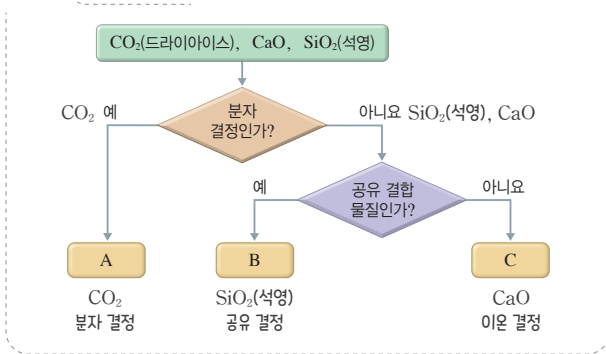 CO₂(드라이아이스), CaO, SiO₂(석영)
CO₂ 예
분자
결정인가?
아니요 SiO₂(석영), CaO
예
공유 결합
물질인가?
아니요
A
B
C
CO₂
분자 결정
SiO₂(석영)
공유 결정
CaO
이온 결정